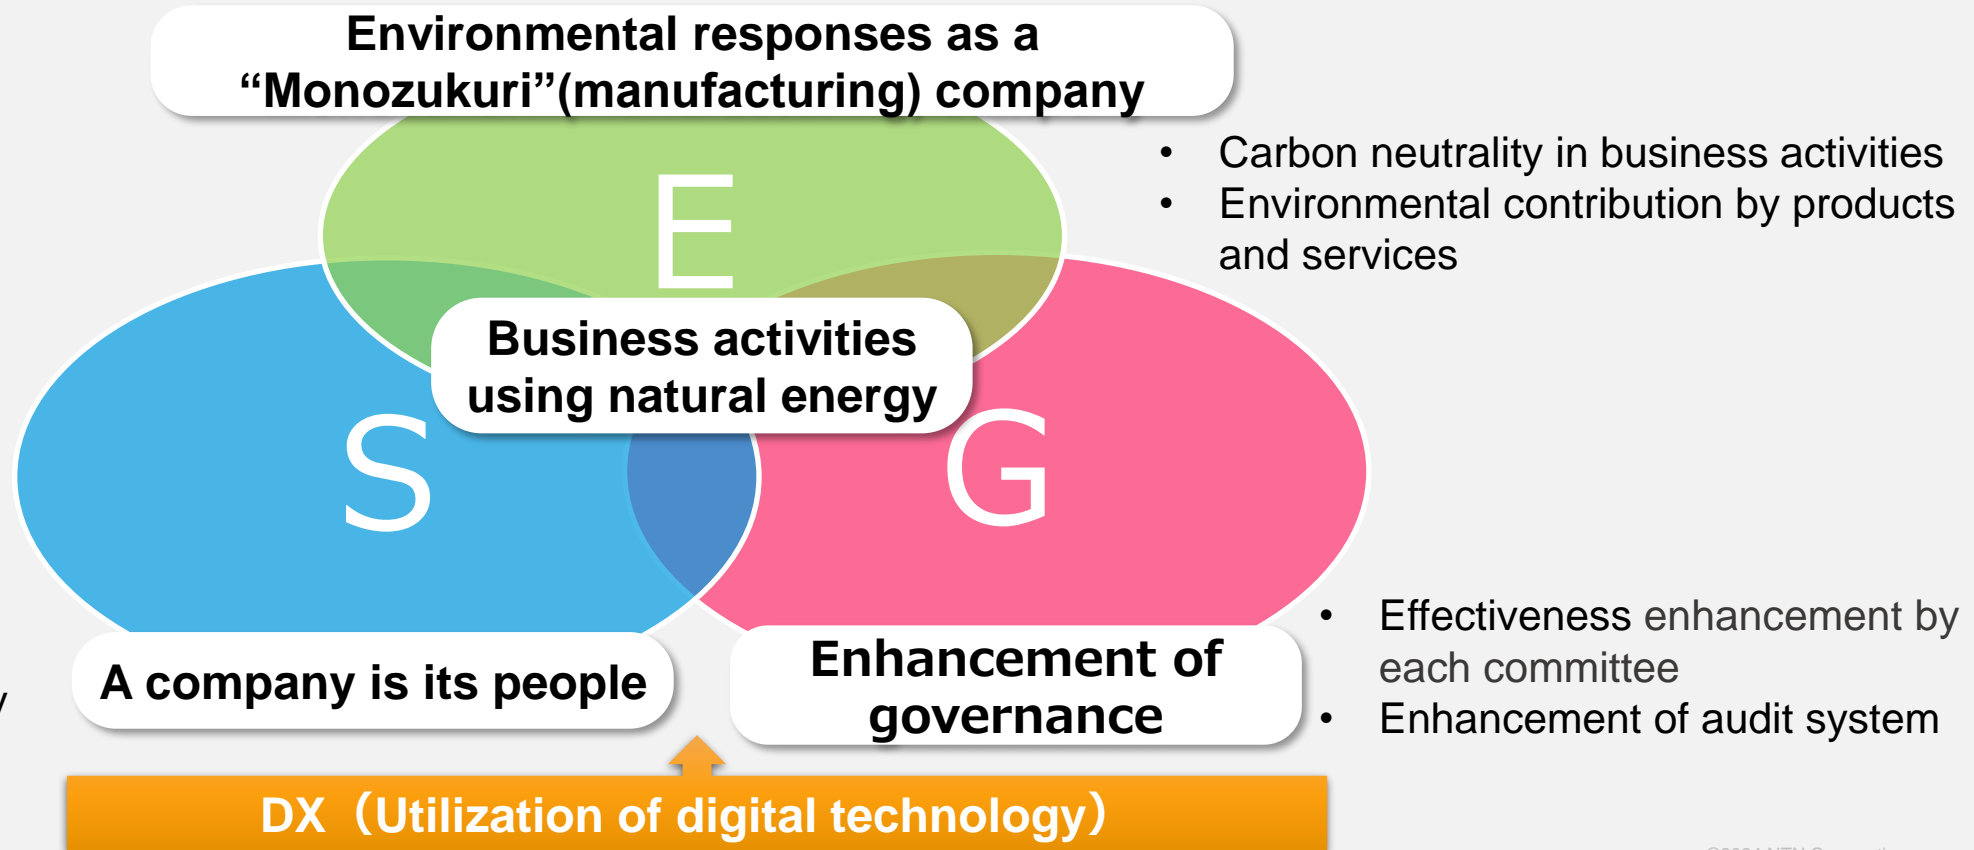 Environmental responses as a
“Monozukuri”(manufacturing) company
E
• Carbon neutrality in business activities
• Environmental contribution by products
and services
Business activities
using natural energy
S
G
A company is its people
Enhancement of
governance
• Effectiveness enhancement by
each committee
• Enhancement of audit system
DX（Utilization of digital technology）